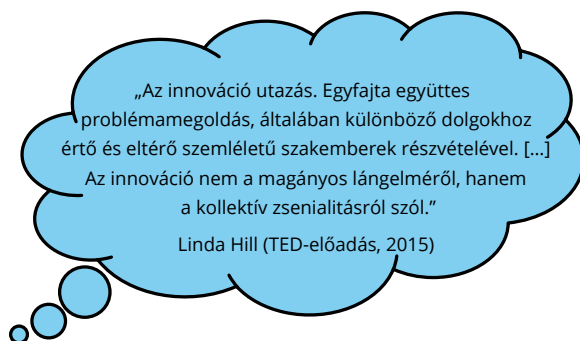 „Az innováció utazás. Egyfajta együttes
problémamegoldás, általában különböző dolgokhoz
értő és eltérő szemléletű szakemberek részvételével. [...]
Az innováció nem a magányos lángelméről, hanem
a kollektív zsenialitásról szól.”
Linda Hill (TED-előadás, 2015)